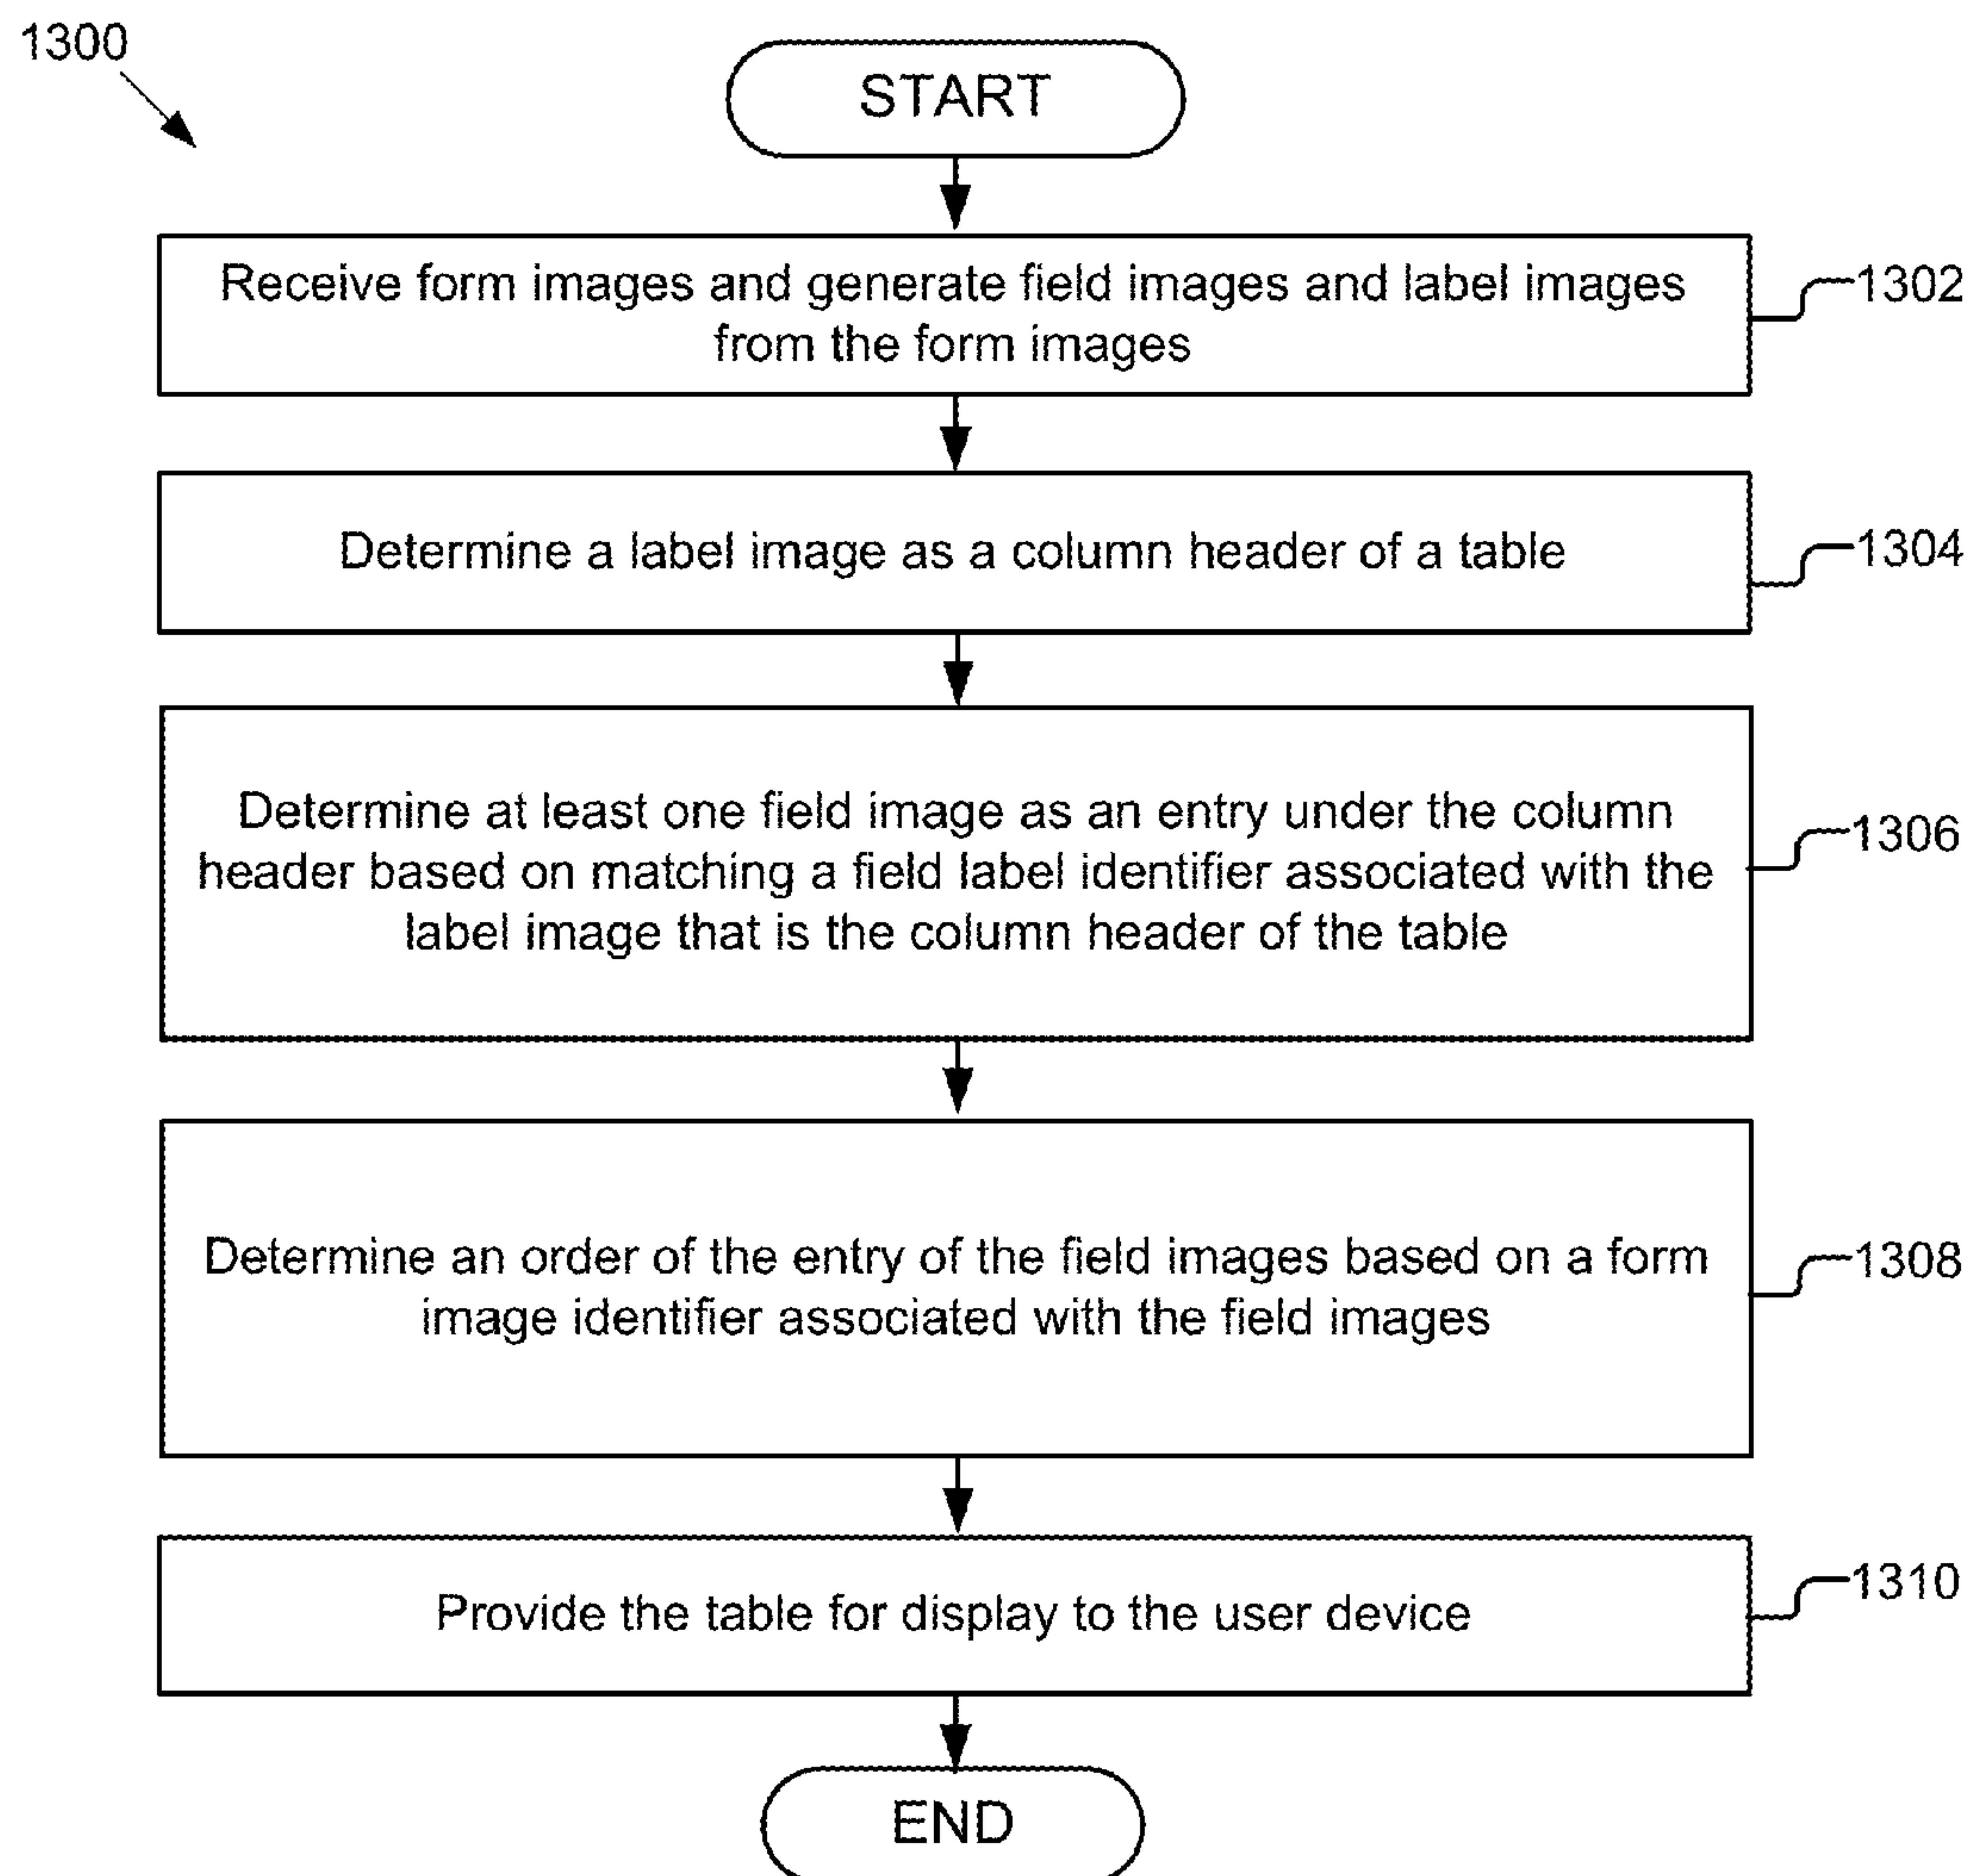 1300
START
Receive form images and generate field images and label images
from the form images
1302
Determine a label image as a column header of a table
1304
Determine at least one field image as an entry under the column
header based on matching a field label identifier associated with the
label image that is the column header of the table
1306
Determine an order of the entry of the field images based on a form
image identifier associated with the field images
1308
Provide the table for display to the user device
1310
END